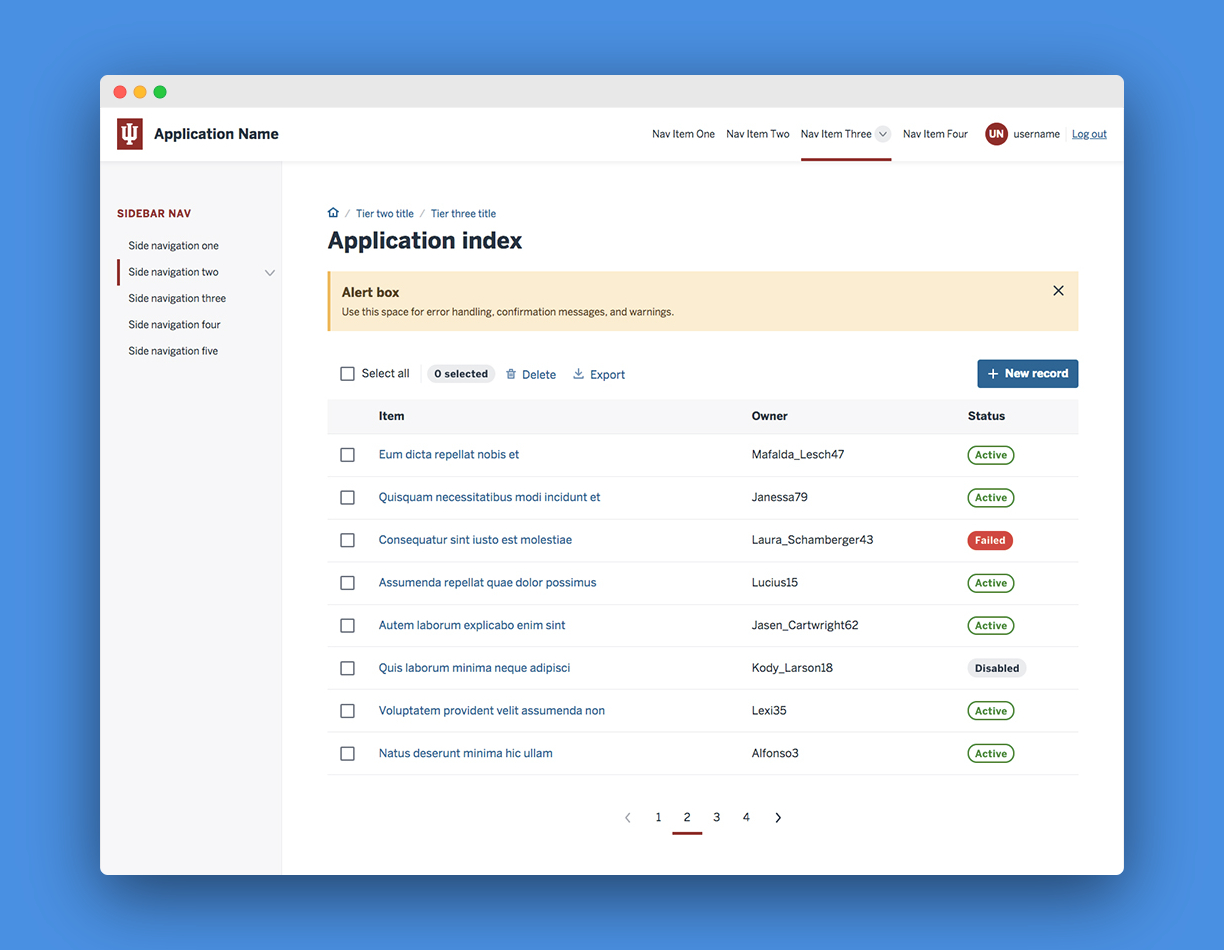 Application Name
Nav Item One Nav Item Two Nav Item Three Nav Item Four UN username Log out
SIDEBAR NAV
Side navigation one
Side navigation two
Side navigation three
Side navigation four
Side navigation five
/ Tier two title / Tier three title
Application index
Alert box
Use this space for error handling, confirmation messages, and warnings.
Select all 0 selected Delete Export + New record
Item Owner Status
Eum dicta repellat nobis et Mafalda_Lesch47 Active
Quisquam necessitatibus modi incidunt et Janessa79 Active
Consequatur sint iusto est molestiae Laura_Schamberger43 Failed
Assumenda repellat quae dolor possimus Lucius15 Active
Autem laborum explicabo enim sint Jasen_Cartwright62 Active
Quis laborum minima neque adipisci Kody_Larson18 Disabled
Voluptatem provident velit assumenda non Lexi35 Active
Natus deserunt minima hic ullam Alfonso3 Active
1 2 3 4